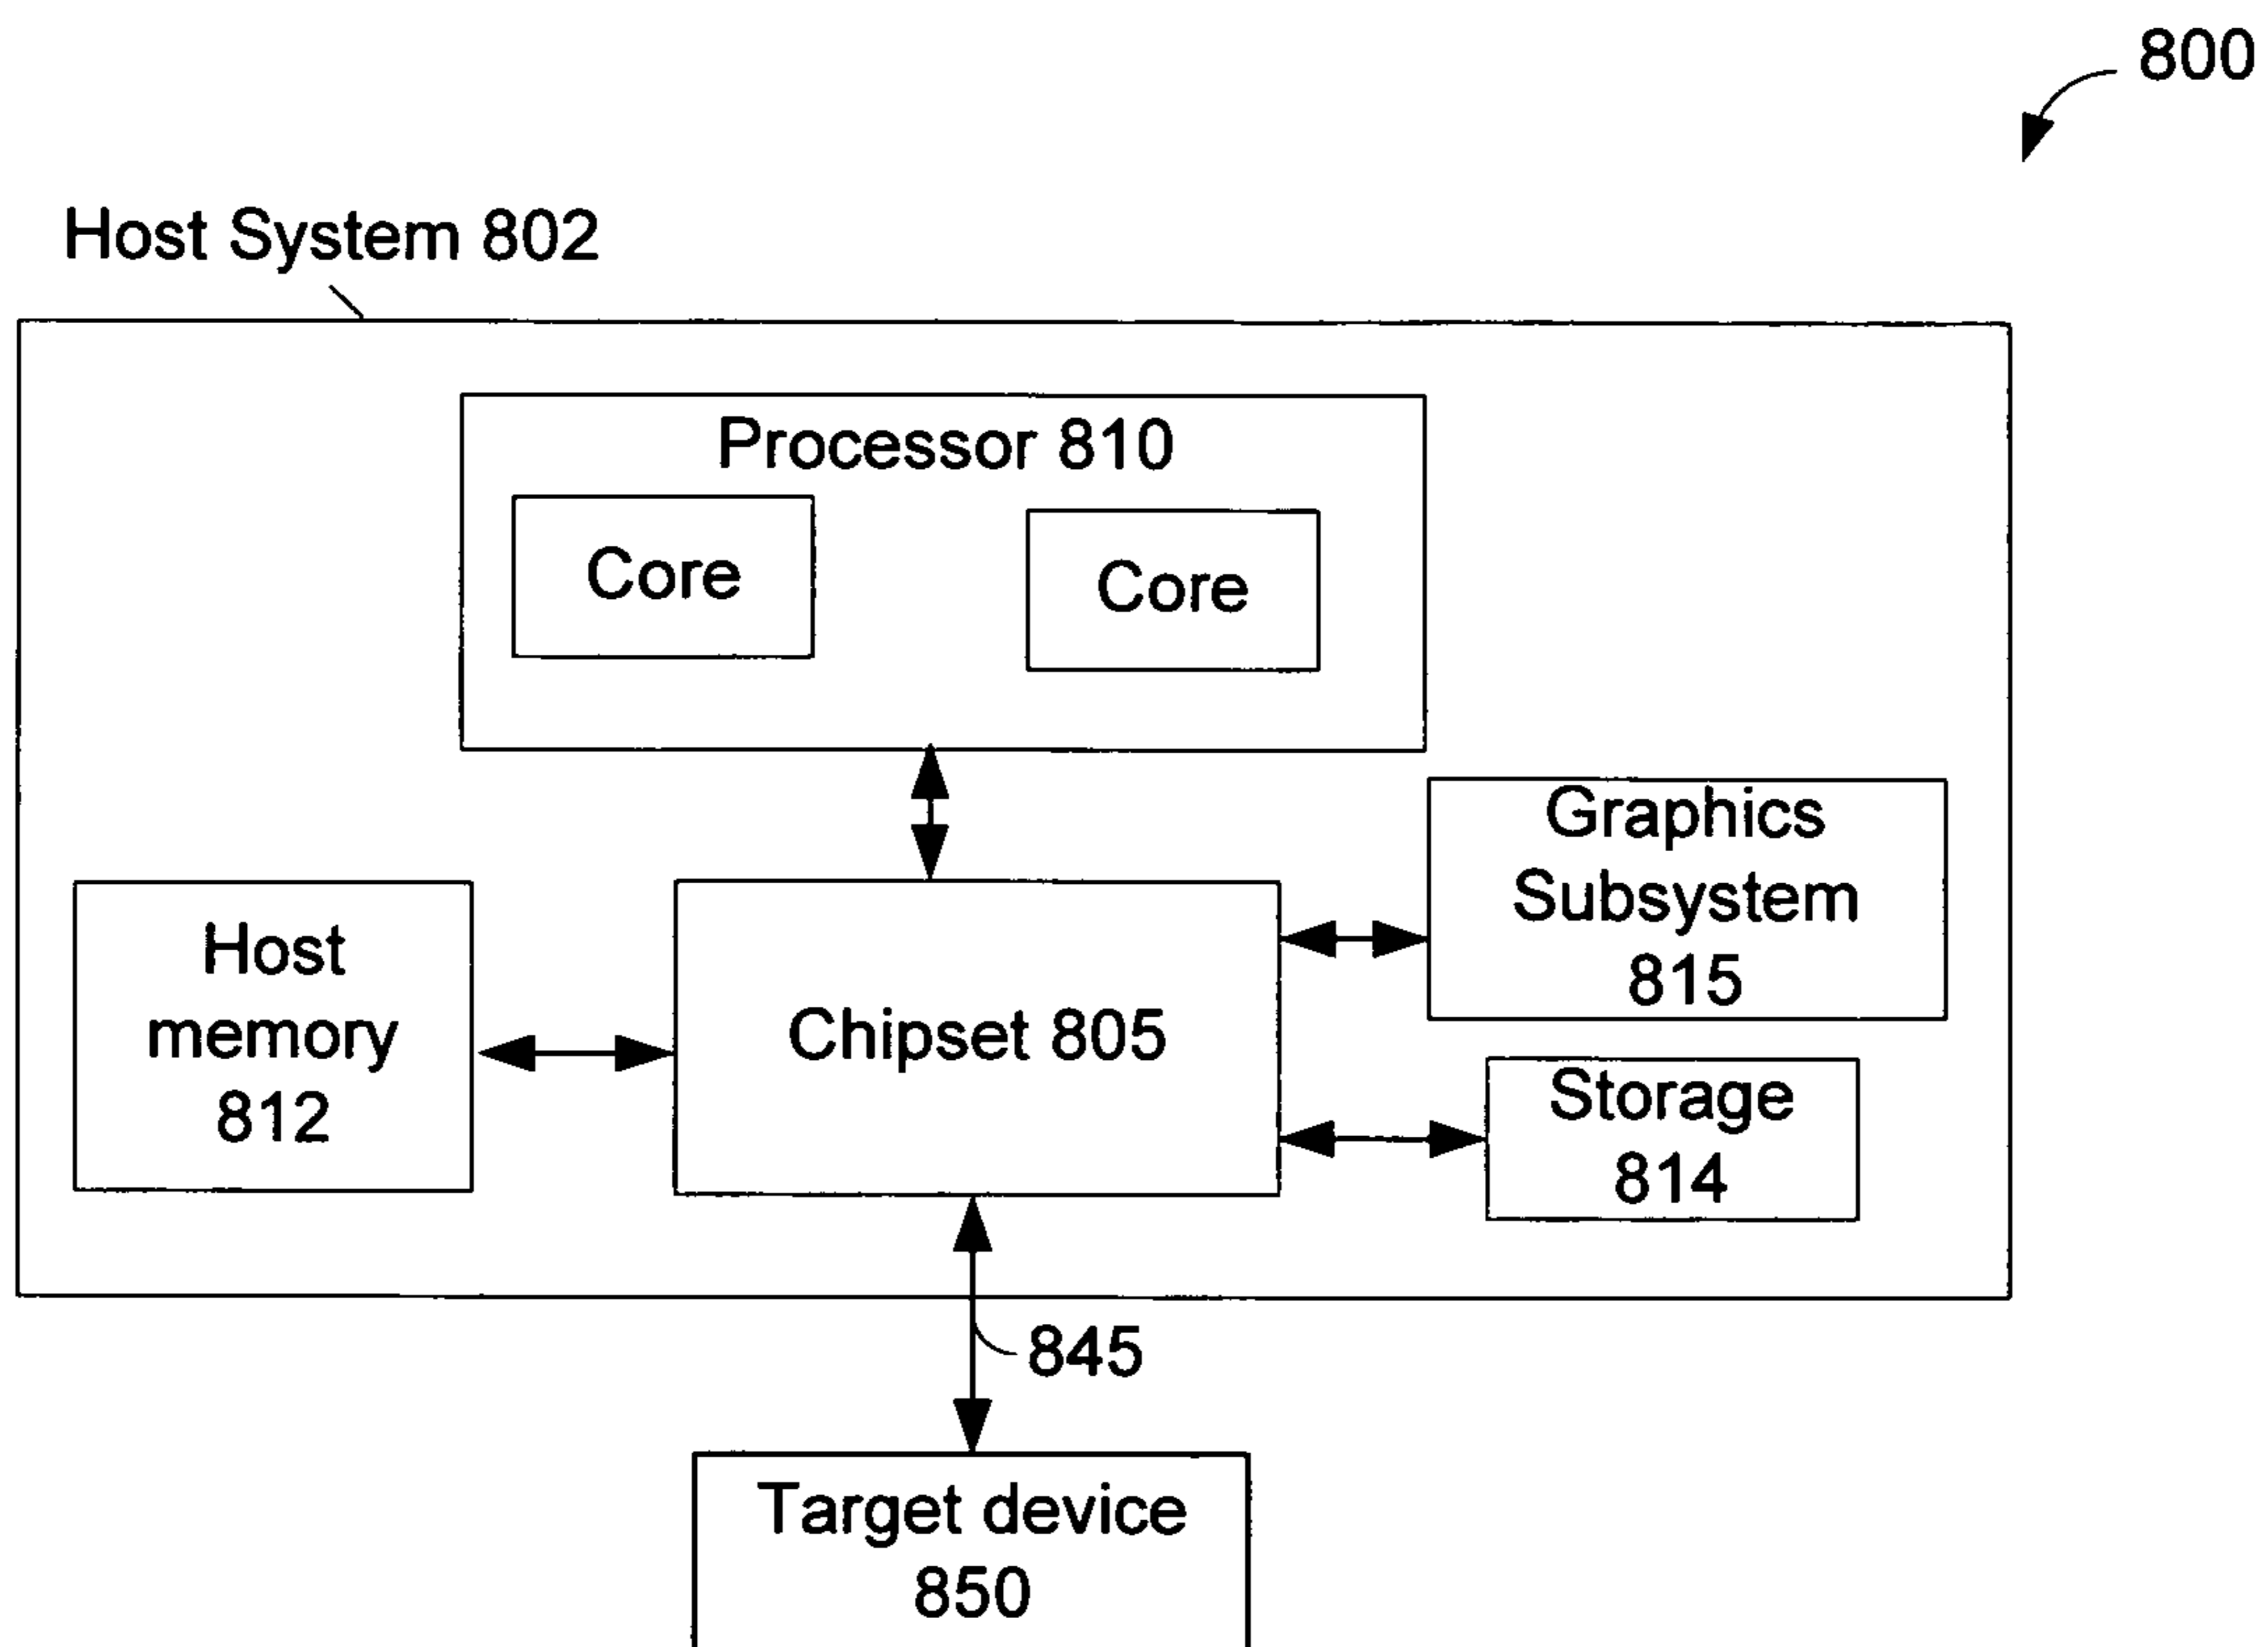 800
Host System 802
Processor 810
Core
Core
Graphics
Subsystem
815
Host
memory
812
Chipset 805
Storage
814
845
Target device
850